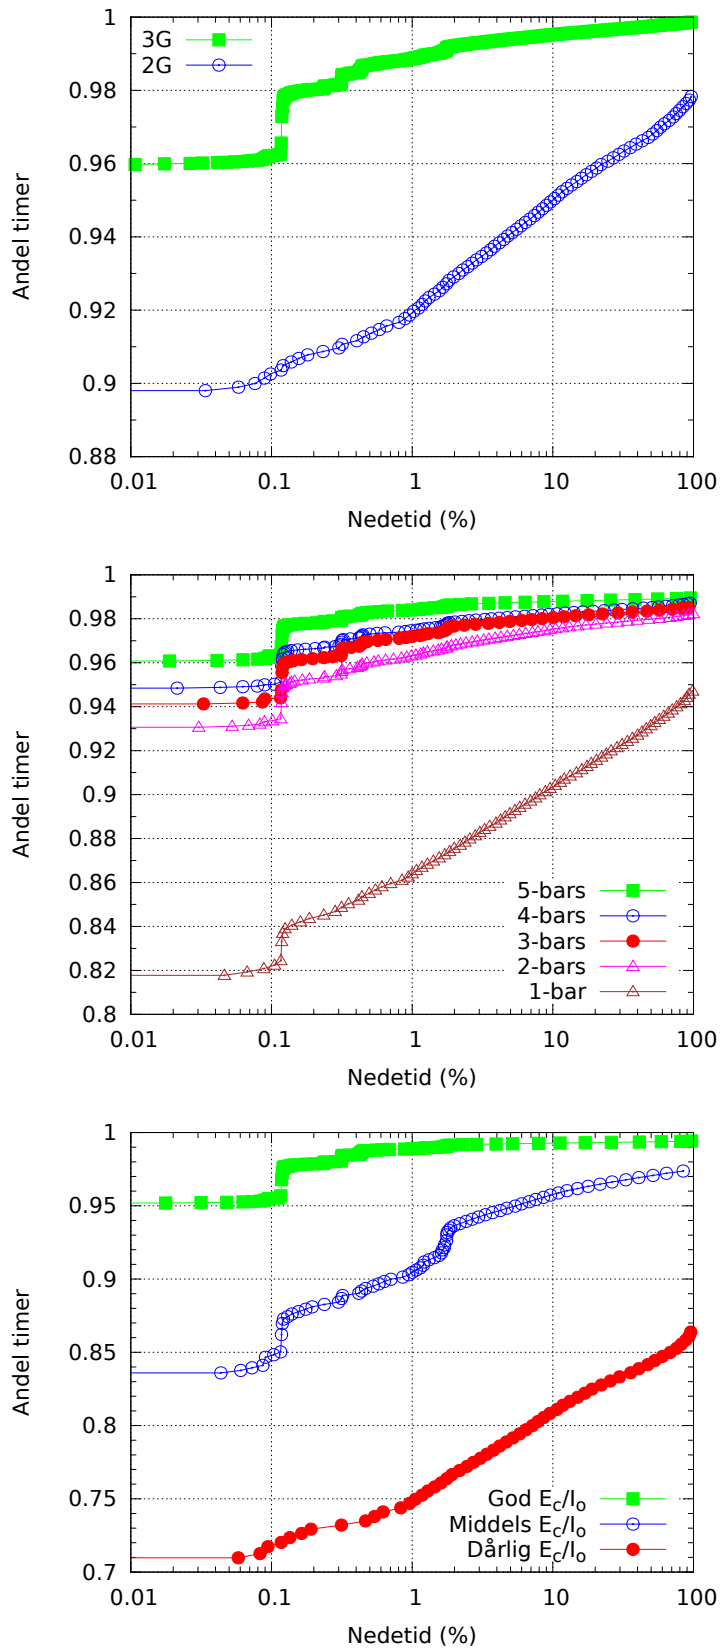 1
0.98
0.96
0.94
0.92
0.9
0.88
Andel timer
3G
2G
0.01 0.1 1 10 100
Nedetid (%)
1
0.98
0.96
0.94
0.92
0.9
0.88
0.86
0.84
0.82
0.8
Andel timer
5-bars
4-bars
3-bars
2-bars
1-bar
0.01 0.1 1 10 100
Nedetid (%)
1
0.95
0.9
0.85
0.8
0.75
0.7
Andel timer
God Ec/Io
Middels Ec/Io
Dårlig Ec/Io
0.01 0.1 1 10 100
Nedetid (%)